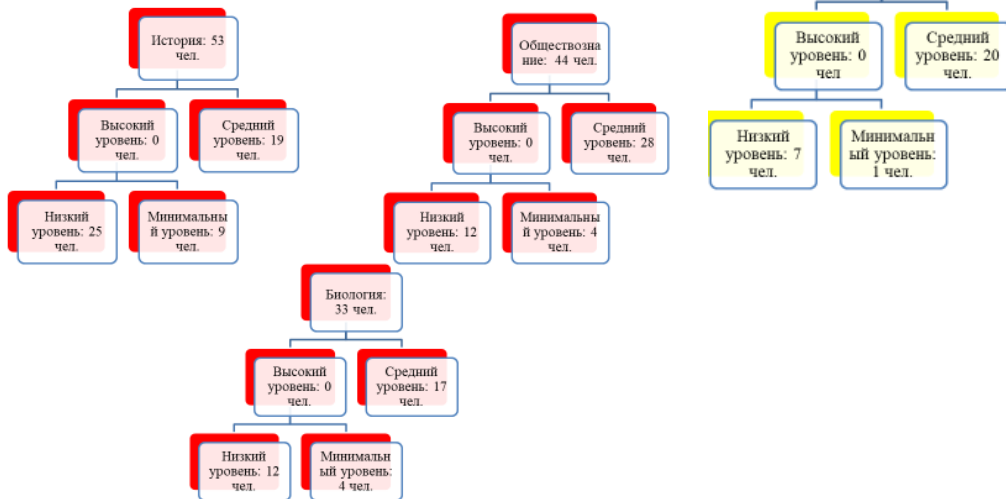 История: 53
чел.
Высокий
уровень: 0
чел.
Средний
уровень: 19
чел.
Низкий
уровень: 25
чел.
Минимальны
й уровень: 9
чел.
Обществозна
ние: 44 чел.
Высокий
уровень: 0
чел.
Средний
уровень: 28
чел.
Низкий
уровень: 12
чел.
Минимальны
й уровень: 4
чел.
Высокий
уровень: 0
чел
Средний
уровень: 20
чел.
Низкий
уровень: 7
чел.
Минимальн
ый уровень:
1 чел.
Биология:
33 чел.
Высокий
уровень: 0
чел.
Средний
уровень: 17
чел.
Низкий
уровень: 12
чел.
Минимальн
ый уровень:
4 чел.